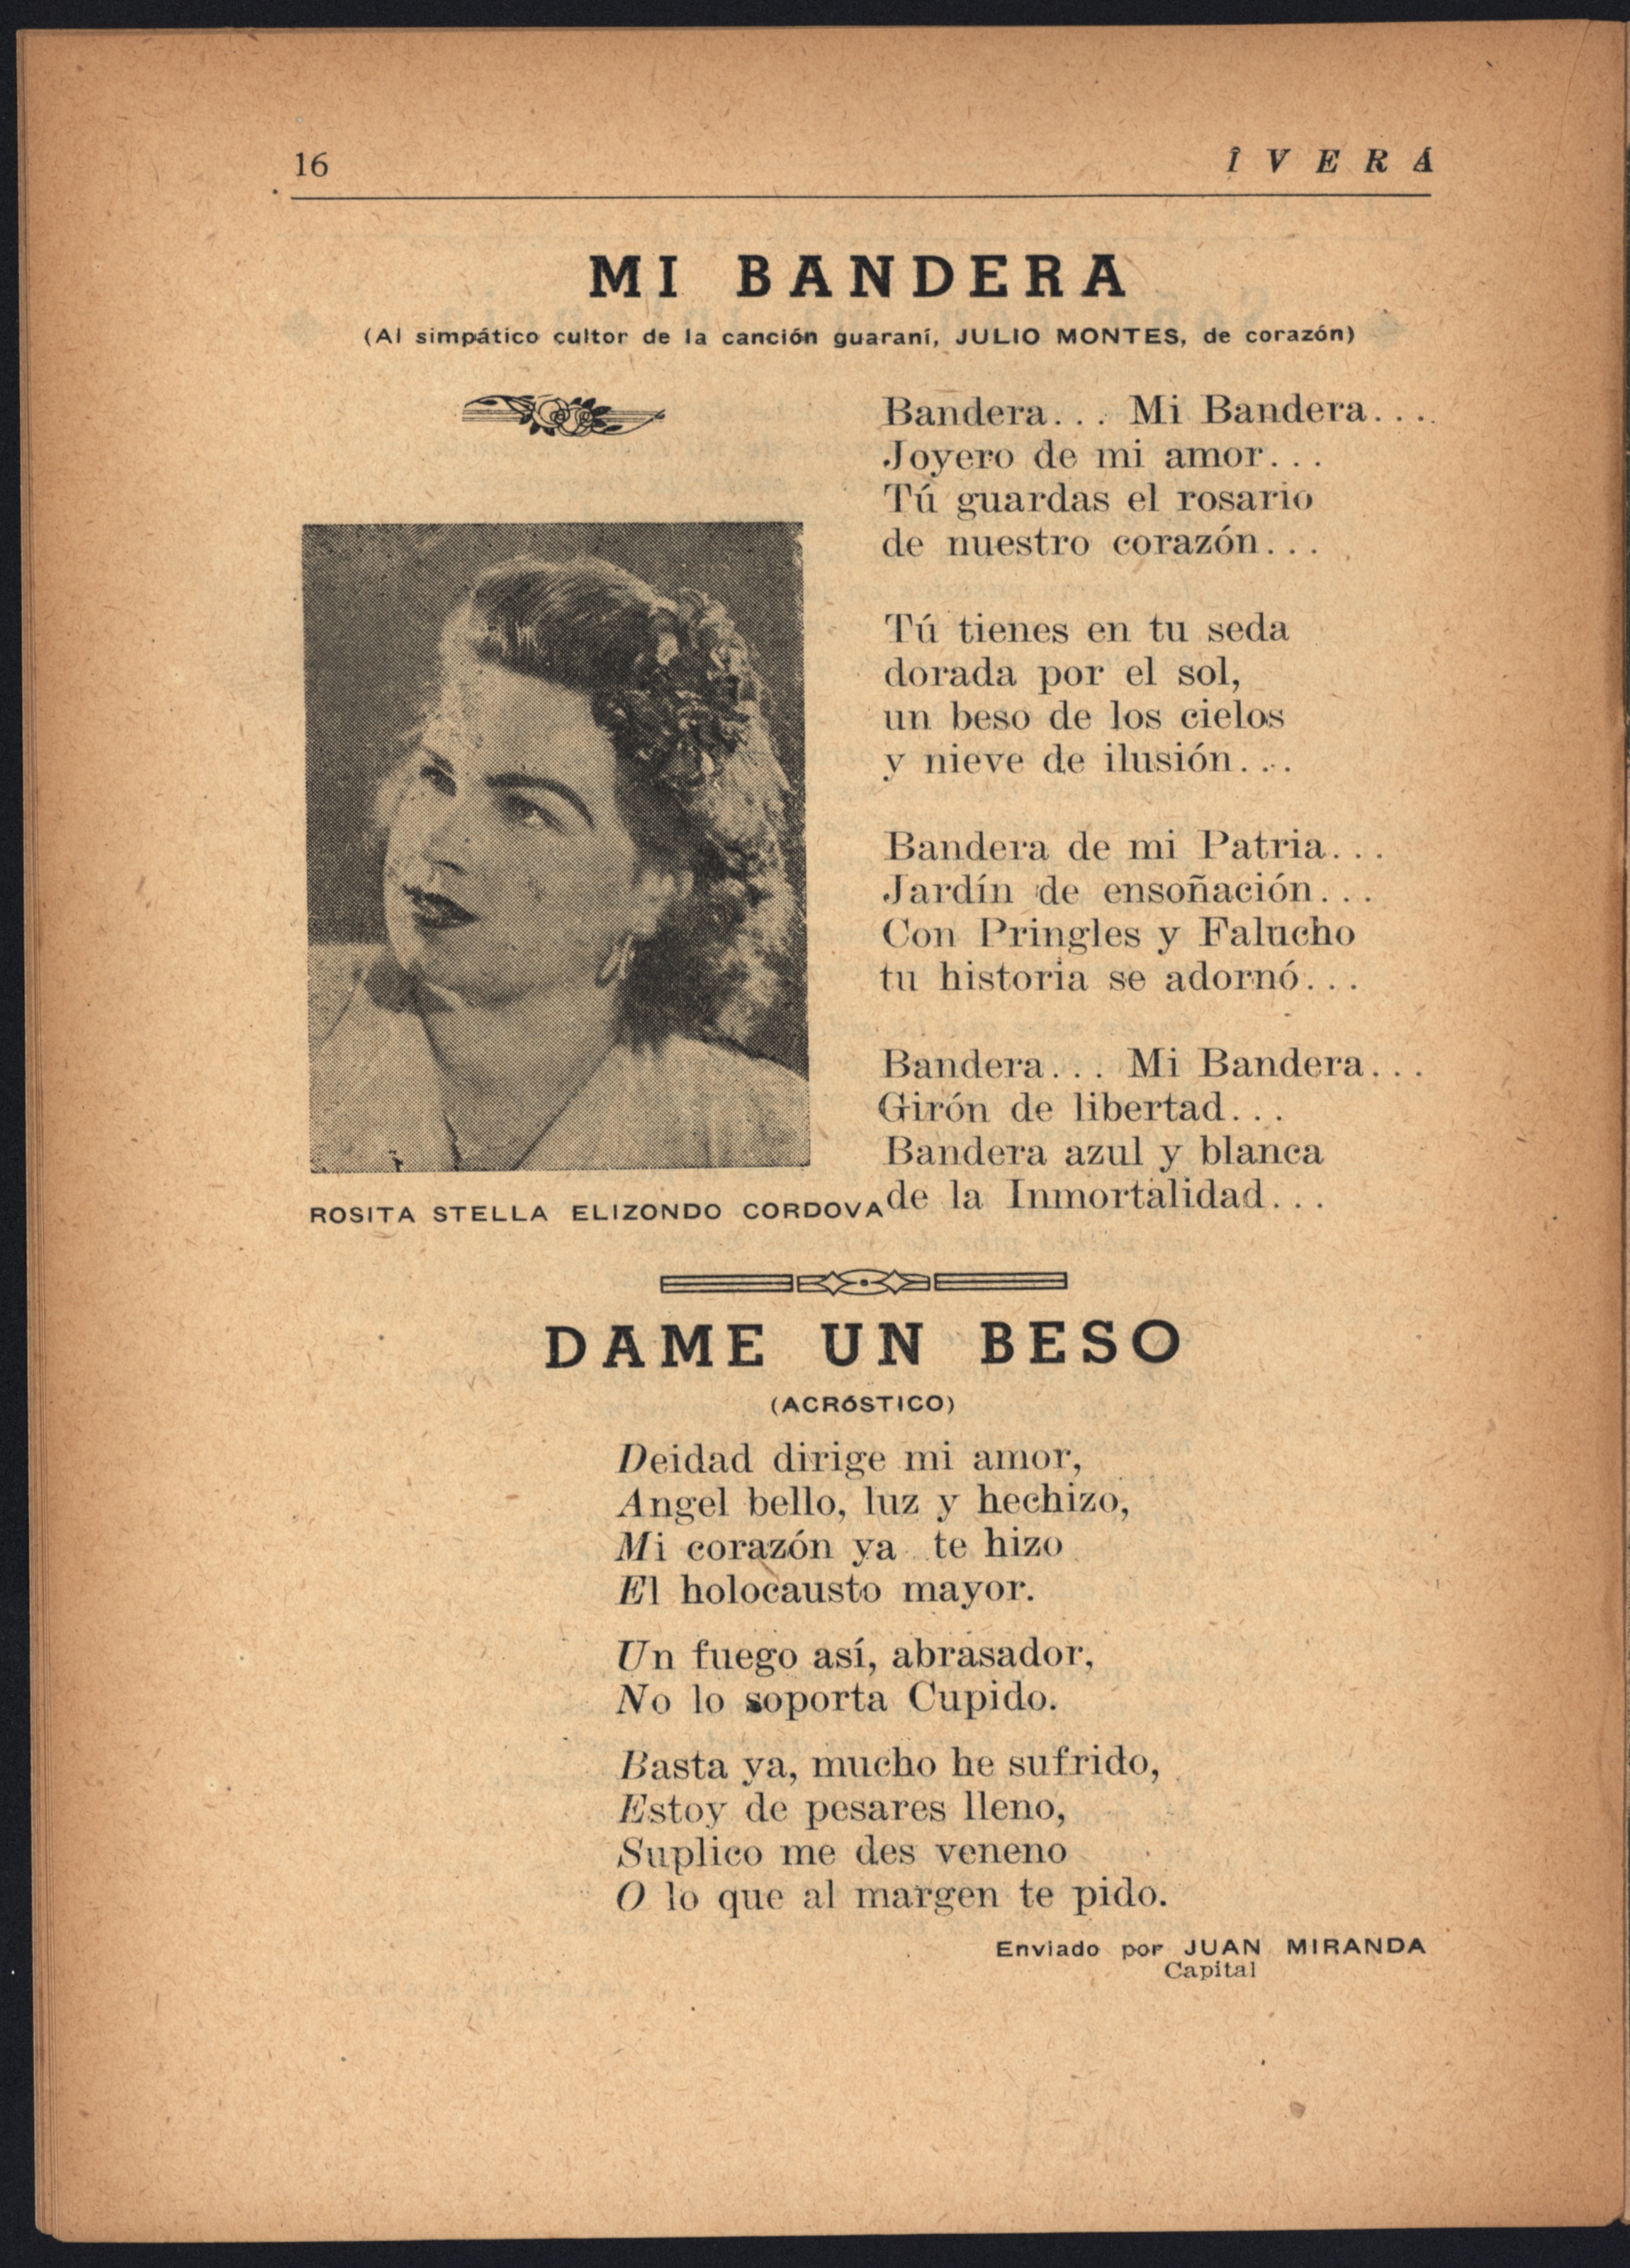 16
Î V E R Á
MI BANDERA
(Al simpático cultor de la canción guaraní, JULIO MONTES, de corazón)
Bandera... Mi Bandera....
Joyero de mi amor...
Tú guardas el rosario
de nuestro corazón...
Tú tienes en tu seda
dorada por el sol,
un beso de los cielos
y nieve de ilusión...
Bandera de mi Patria...
Jardín de ensoñación...
Con Pringles y Falucho
tu historia se adornó...
Bandera... Mi Bandera...
Girón de libertad...
Bandera azul y blanca
de la Inmortalidad...
ROSITA STELLA ELIZONDO CORDOVA
DAME UN BESO
(ACRóSTICO)
Deidad dirige mi amor,
Angel bello, luz y hechizo,
Mi corazón ya te hizo
El holocausto mayor.
Un fuego así, abrasador,
No lo soporta Cupido.
Basta ya, mucho he sufrido,
Estoy de pesares lleno,
Suplico me des veneno
O lo que al margen te pido.
Enviado por JUAN MIRANDA
Capital